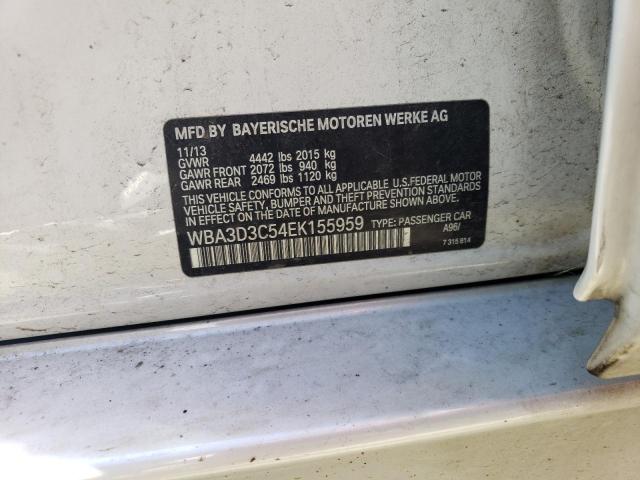 MFD BY BAYERISCHE MOTOREN WERKE AG
11/13
GVWR 4442 lbs 2015 kg
GAWR FRONT 2072 lbs 940 kg
GAWR REAR 2469 lbs 1120 kg
THIS VEHICLE CONFORMS TO ALL APPLICABLE U.S.FEDERAL MOTOR
VEHICLE SAFETY, BUMPER AND THEFT PREVENTION STANDARDS
IN EFFECT ON THE DATE OF MANUFACTURE SHOWN ABOVE.
WBA3D3C54EK155959 TYPE: PASSENGER CAR
A96/
7 315 814